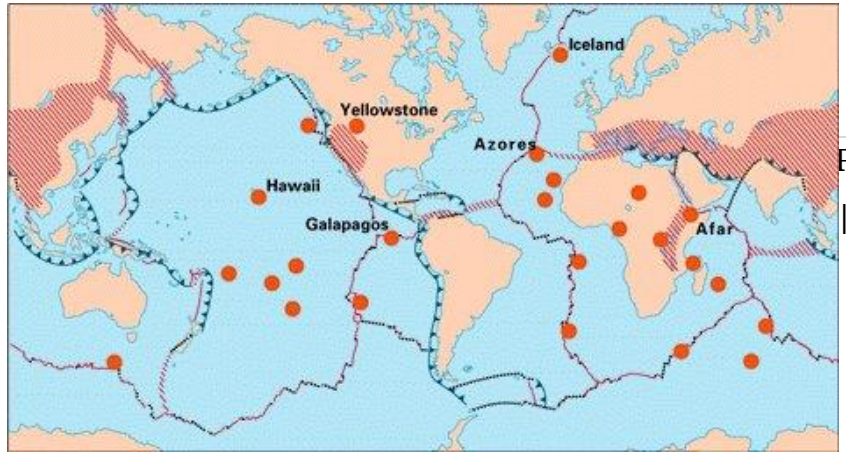 Iceland
Yellowstone
Azores
Hawaii
Galapagos
Afar